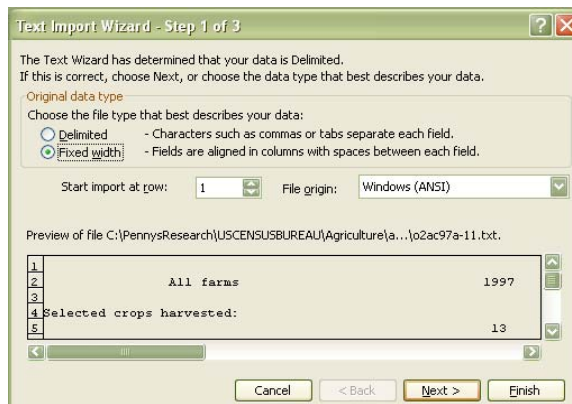 Text Import Wizard - Step 1 of 3
The Text Wizard has determined that your data is Delimited.
If this is correct, choose Next, or choose the data type that best describes your data.
Original data type
Choose the file type that best describes your data:
Delimited - Characters such as commas or tabs separate each field.
Fixed width - Fields are aligned in columns with spaces between each field.
Start import at row: 1 File origin: Windows (ANSI)
Preview of file C:\PennysResearch\USCENSUSBUREAU\Agriculture\a...\o2ac97a-11.txt.
1
2 All farms 1997
3
4 Selected crops harvested:
5 13
Cancel < Back Next > Finish